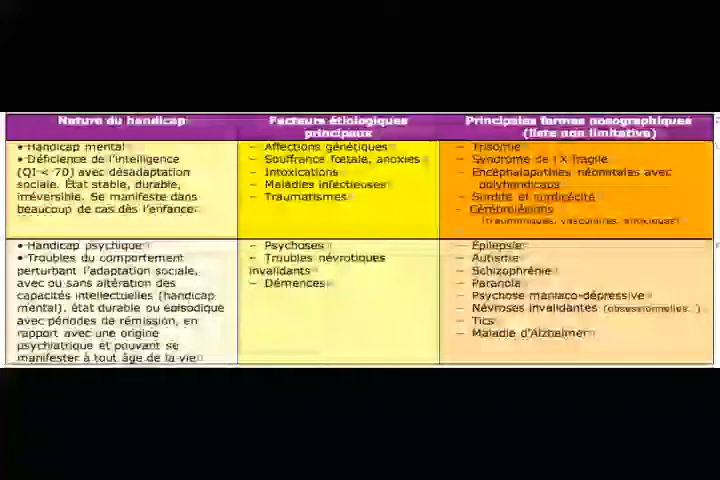 Nature du handicap
Facteurs étiologiques
principaux
Principales formes nosographiques
(liste non limitative)
• Handicap mental
• Déficience de l'intelligence
(QI < 70) avec désadaptation
sociale. État stable, durable,
irréversible. Se manifeste dans
beaucoup de cas dès l'enfance.
– Affections génétiques
– Souffrance fœtale, anoxies
– Intoxications
– Maladies infectieuses
– Traumatismes
– Trisomie
– Syndrome de l'X fragile
– Encéphalopathies néonatales avec
polyhandicaps
– Surdité et surdicécité
– Cérébrolésions
(traumatiques, vasculaires, anoxiques)
• Handicap psychique
• Troubles du comportement
perturbant l'adaptation sociale,
avec ou sans altération des
capacités intellectuelles (handicap
mental), état durable ou épisodique
avec périodes de rémission, en
rapport avec une origine
psychiatrique et pouvant se
manifester à tout âge de la vie
– Psychoses
– Troubles névrotiques
invalidants
– Démences
– Épilepsie
– Autisme
– Schizophrénie
– Paranoïa
– Psychose maniaco-dépressive
– Névroses invalidantes (obsessionnelles..)
– Tics
– Maladie d'Alzheimer